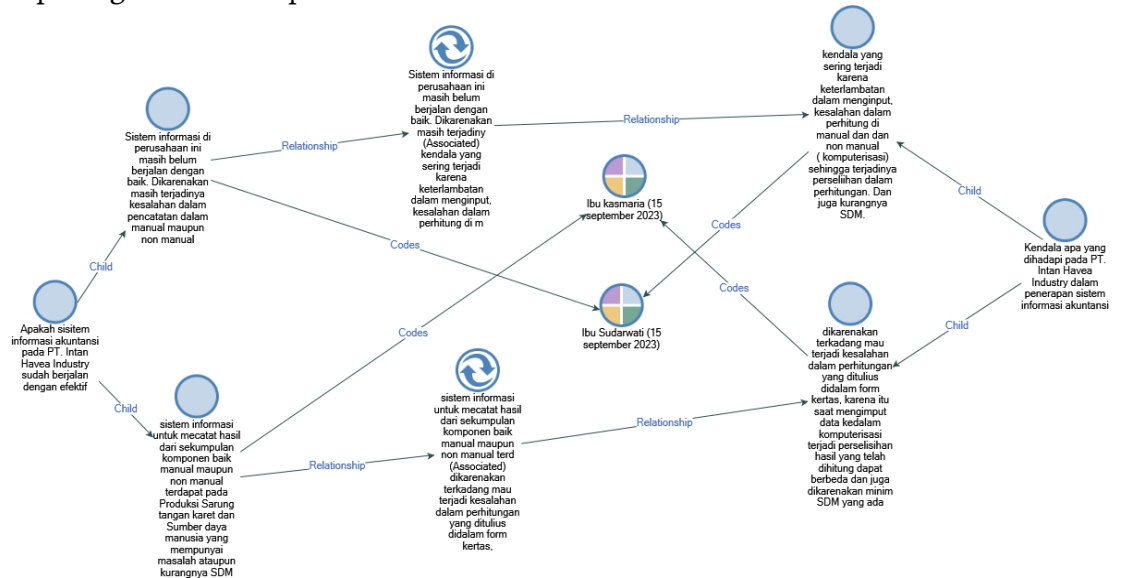 kendala yang
sering terjadi
karena
keterlambatan
dalam menginput,
kesalahan dalam
perhitung di
manual dan dan
non manual
( komputerisasi)
sehingga terjadinya
perseliihan dalam
perhitungan. Dan
juga kurangnya
SDM.
Sistem informasi di
perusahaan ini
masih belum
berjalan dengan
baik. Dikarenakan
masih terjadiny
(Associated)
kendala yang
sering terjadi
karena
keterlambatan
dalam menginput,
kesalahan dalam
perhitung di m
Sistem informasi di
perusahaan ini
masih belum
berjalan dengan
baik. Dikarenakan
masih terjadinya
kesalahan dalam
pencatatan dalam
manual maupun
non manual
Relationship
Relationship
Ibu kasmaria (15
september 2023)
Child
Codes
Codes
Kendala apa yang
dihadapi pada PT.
Intan Havea
Industry dalam
penerapan sistem
informasi akuntansi
Child
Codes
Ibu Sudarwati (15
september 2023)
Apakah sisitem
informasi akuntansi
pada PT. Intan
Havea Industry
sudah berjalan
dengan efektif
Codes
Child
dikarenakan
terkadang mau
terjadi kesalahan
dalam perhitungan
yang ditulius
didalam form
kertas, karena itu
saat mengimput
data kedalam
komputerisasi
terjadi perselisihan
hasil yang telah
dihitung dapat
berbeda dan juga
dikarenakan minim
SDM yang ada
Child
sistem informasi
untuk mecatat hasil
dari sekumpulan
komponen baik
manual maupun
non manual
terdapat pada
Produksi Sarung
tangan karet dan
Sumber daya
manusia yang
mempunyai
masalah ataupun
kurangnya SDM
Relationship
sistem informasi
untuk mecatat hasil
dari sekumpulan
komponen baik
manual maupun
non manual terd
(Associated)
dikarenakan
terkadang mau
terjadi kesalahan
dalam perhitungan
yang ditulius
didalam form
kertas,
Relationship